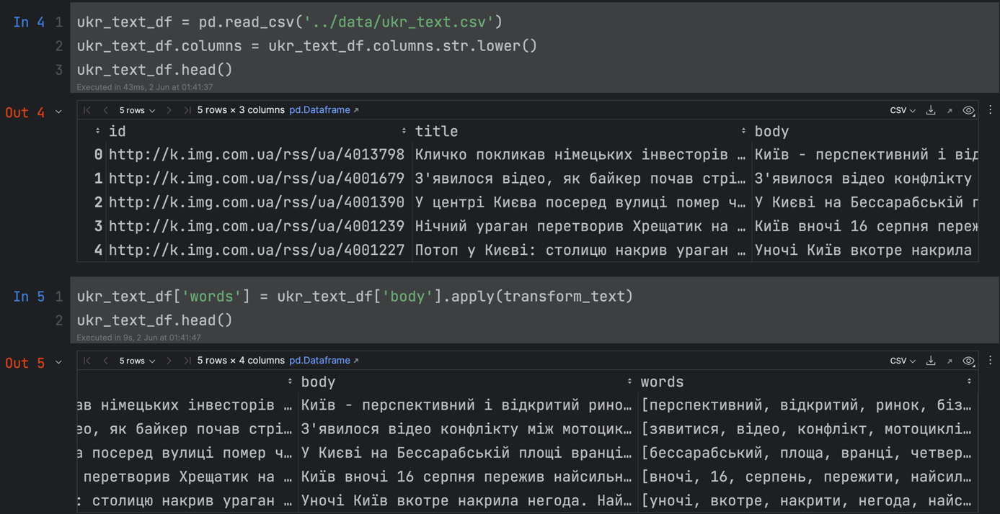 In 4 1 ukr_text_df = pd.read_csv('../data/ukr_text.csv')
2 ukr_text_df.columns = ukr_text_df.columns.str.lower()
3 ukr_text_df.head()
Executed in 43ms, 2 Jun at 01:41:37
Out 4 5 rows 5 rows × 3 columns pd.Dataframe CSV
id title body
0 http://k.img.com.ua/rss/ua/4013798 Кличко покликав німецьких інвесторів … Київ - перспективний і від
1 http://k.img.com.ua/rss/ua/4001679 З'явилося відео, як байкер почав стрі… З'явилося відео конфлікту
2 http://k.img.com.ua/rss/ua/4001390 У центрі Києва посеред вулиці помер ч… У Києві на Бессарабській п
3 http://k.img.com.ua/rss/ua/4001239 Нічний ураган перетворив Хрещатик на … Київ вночі 16 серпня переж
4 http://k.img.com.ua/rss/ua/4001227 Потоп у Києві: столицю накрив ураган … Уночі Київ вкотре накрила
In 5 1 ukr_text_df['words'] = ukr_text_df['body'].apply(transform_text)
2 ukr_text_df.head()
Executed in 9s, 2 Jun at 01:41:47
Out 5 5 rows 5 rows × 4 columns pd.Dataframe CSV
body words
ав німецьких інвесторів … Київ - перспективний і відкритий рино… [перспективний, відкритий, ринок, біз…
ео, як байкер почав стрі… З'явилося відео конфлікту між мотоцик… [зявитися, відео, конфлікт, мотоциклі…
а посеред вулиці помер ч… У Києві на Бессарабській площі вранці… [бессарабський, площа, вранці, четвер…
перетворив Хрещатик на … Київ вночі 16 серпня пережив найсильн… [вночі, 16, серпень, пережити, найсил…
: столицю накрив ураган … Уночі Київ вкотре накрила негода. Най… [уночі, вкотре, накрити, негода, найс…